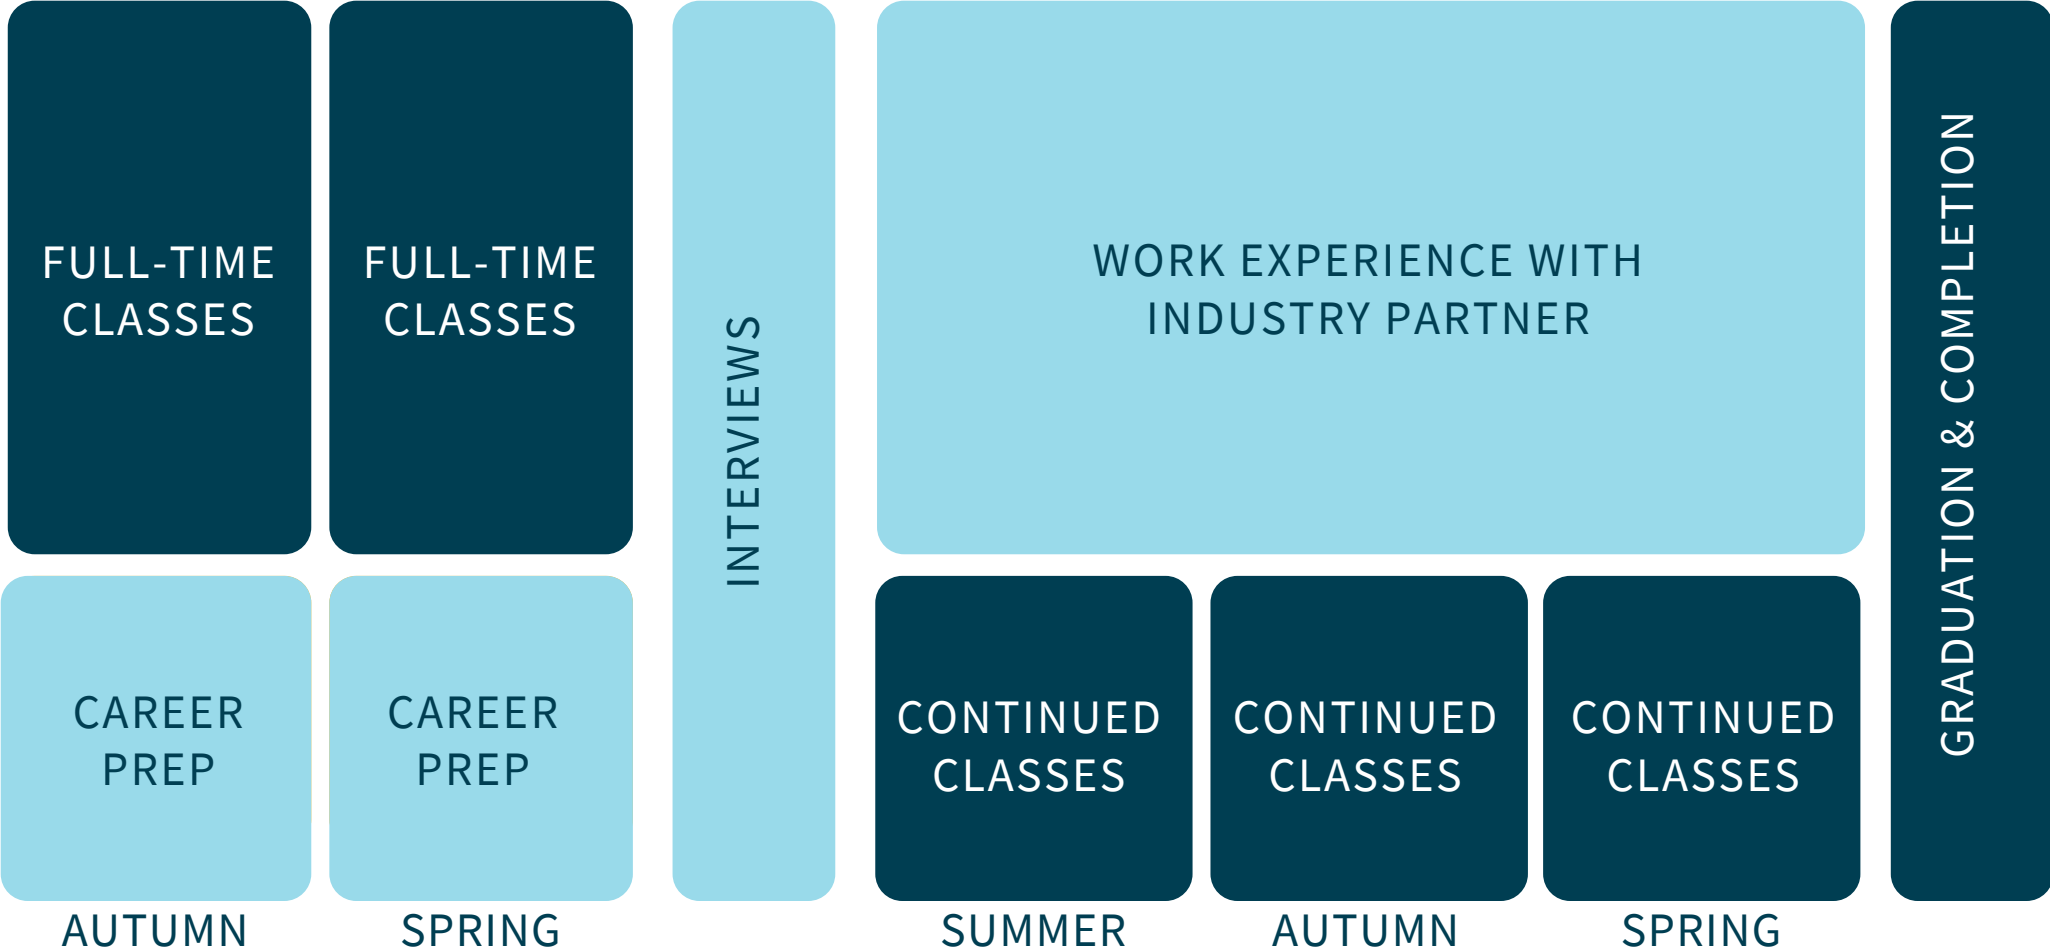 FULL-TIME
CLASSES
FULL-TIME
CLASSES
CAREER
PREP
CAREER
PREP
INTERVIEWS
WORK EXPERIENCE WITH
INDUSTRY PARTNER
CONTINUED
CLASSES
CONTINUED
CLASSES
CONTINUED
CLASSES
GRADUATION & COMPLETION
AUTUMN
SPRING
SUMMER
AUTUMN
SPRING